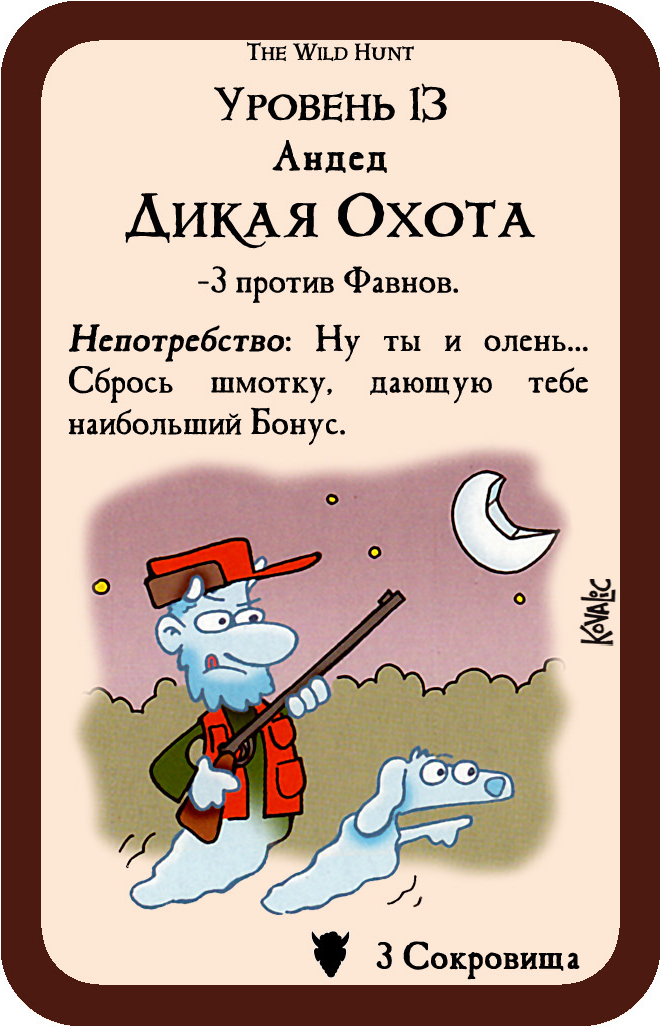 The Wild Hunt
Уровень 13
Андед
Дикая Охота
-3 против Фавнов.
Непотребство: Ну ты и олень...
Сбрось шмотку, дающую тебе
наибольший Бонус.
Kovalic
3 Сокровища